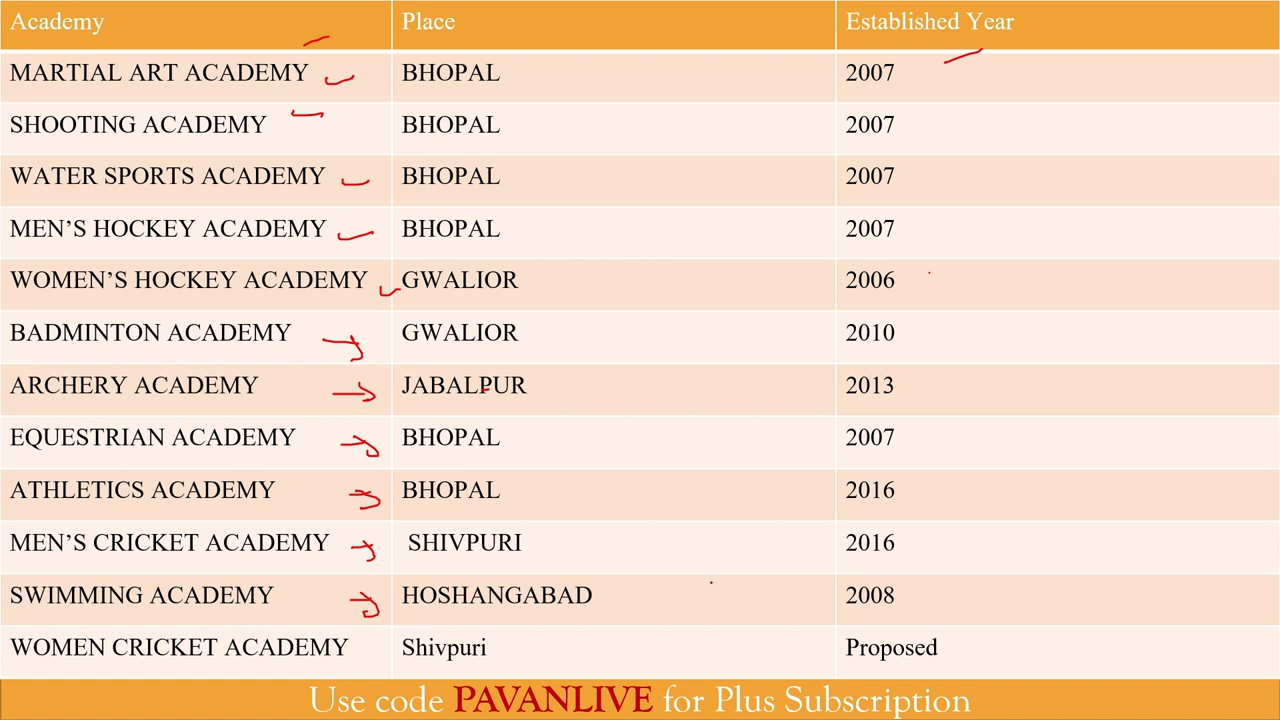 Academy Place Established Year
MARTIAL ART ACADEMY BHOPAL 2007
SHOOTING ACADEMY BHOPAL 2007
WATER SPORTS ACADEMY BHOPAL 2007
MEN’S HOCKEY ACADEMY BHOPAL 2007
WOMEN’S HOCKEY ACADEMY GWALIOR 2006
BADMINTON ACADEMY GWALIOR 2010
ARCHERY ACADEMY JABALPUR 2013
EQUESTRIAN ACADEMY BHOPAL 2007
ATHLETICS ACADEMY BHOPAL 2016
MEN’S CRICKET ACADEMY SHIVPURI 2016
SWIMMING ACADEMY HOSHANGABAD 2008
WOMEN CRICKET ACADEMY Shivpuri Proposed
Use code PAVANLIVE for Plus Subscription